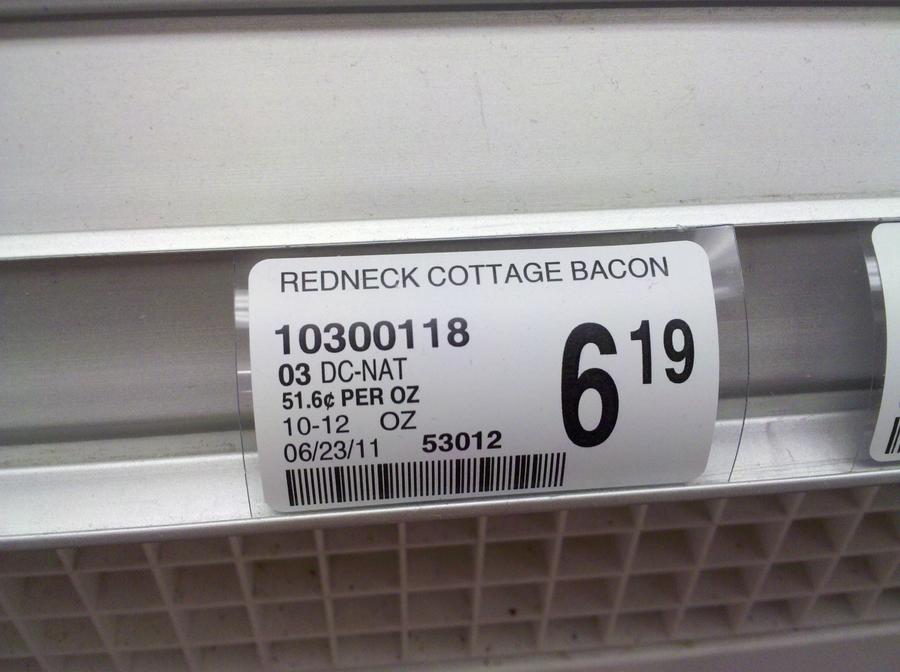 REDNECK COTTAGE BACON
10300118
03 DC-NAT
51.6¢ PER OZ
10-12 OZ
06/23/11 53012
6 19